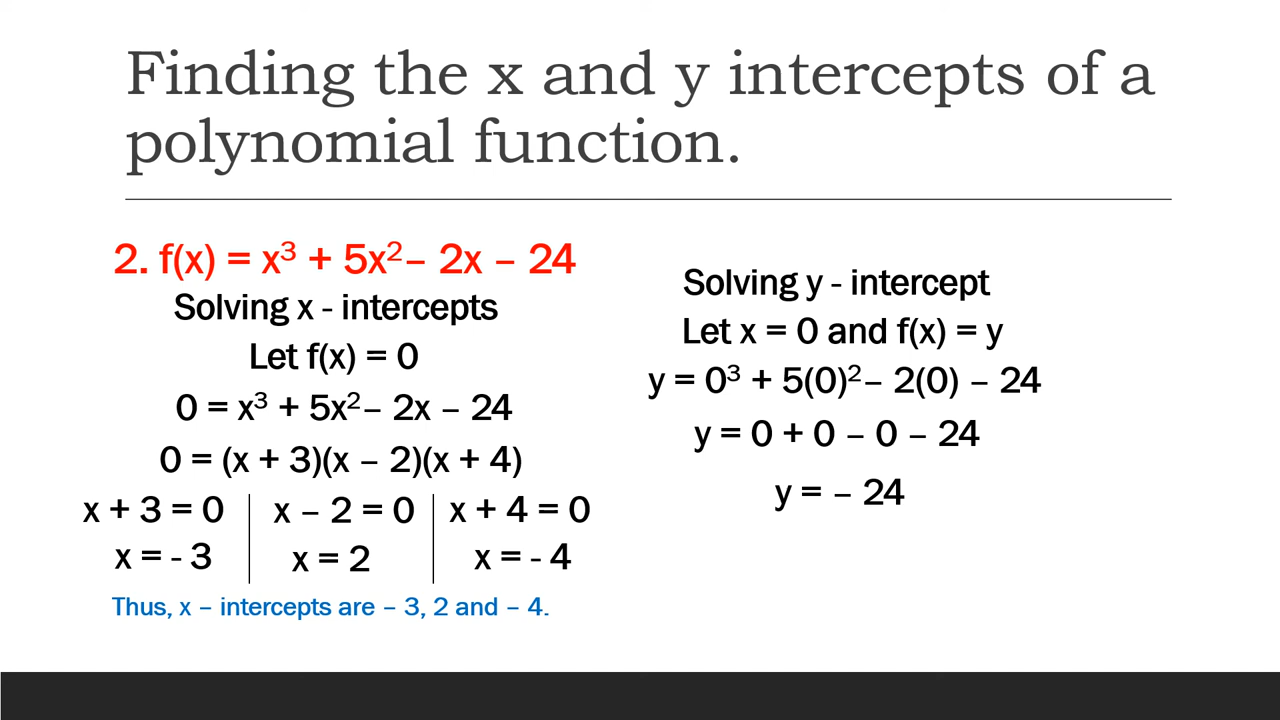 Finding the x and y intercepts of a
polynomial function.
2. f(x) = x³ + 5x² – 2x – 24
Solving x - intercepts
Let f(x) = 0
0 = x³ + 5x² – 2x – 24
0 = (x + 3)(x – 2)(x + 4)
x + 3 = 0 x – 2 = 0 x + 4 = 0
x = - 3 x = 2 x = - 4
Thus, x – intercepts are – 3, 2 and – 4.
Solving y - intercept
Let x = 0 and f(x) = y
y = 0³ + 5(0)² – 2(0) – 24
y = 0 + 0 – 0 – 24
y = – 24